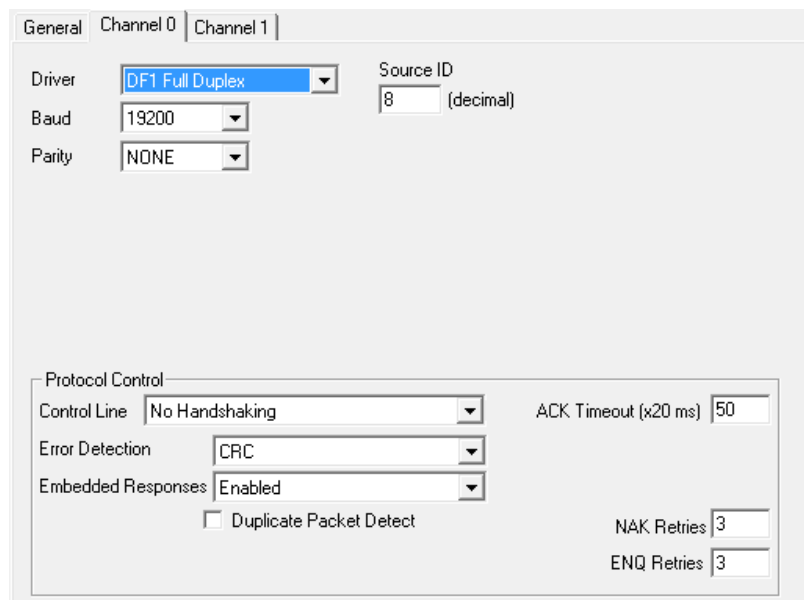 General Channel 0 Channel 1
Driver DF1 Full Duplex Source ID
8 (decimal)
Baud 19200
Parity NONE
Protocol Control
Control Line No Handshaking ACK Timeout (x20 ms) 50
Error Detection CRC
Embedded Responses Enabled
Duplicate Packet Detect NAK Retries 3
ENQ Retries 3